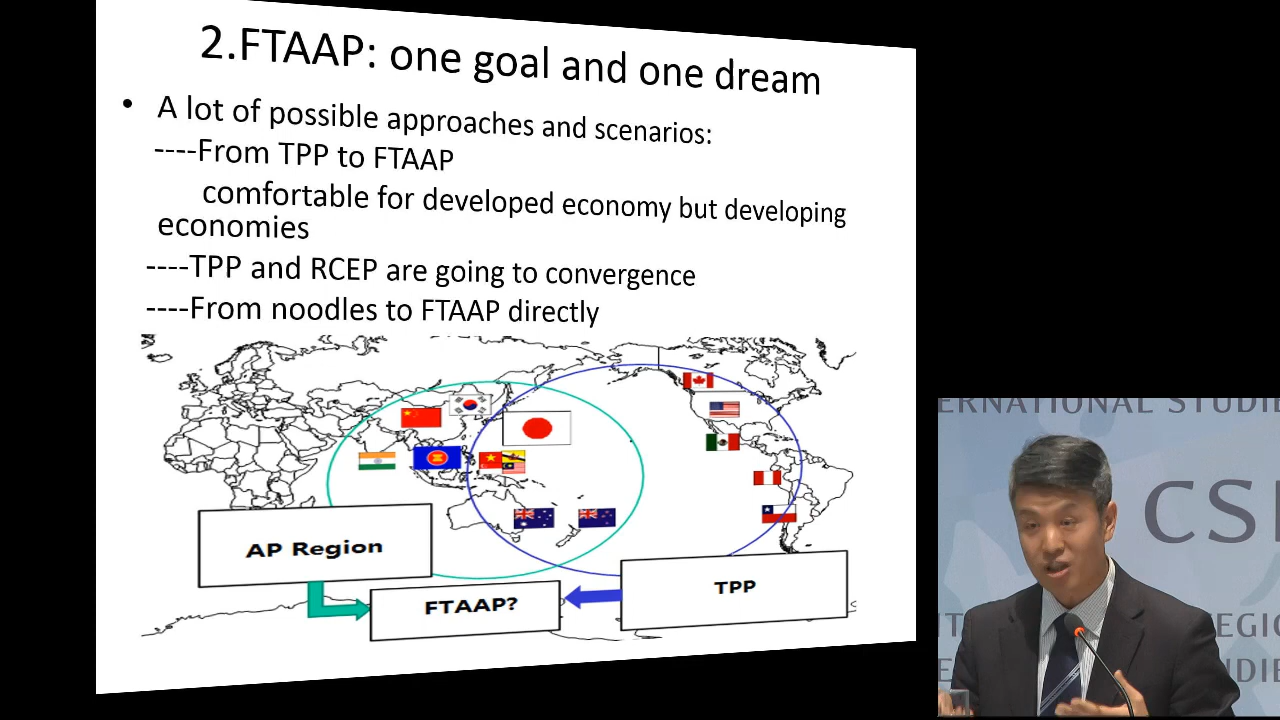 2.FTAAP: one goal and one dream
• A lot of possible approaches and scenarios:
----From TPP to FTAAP
comfortable for developed economy but developing
economies
----TPP and RCEP are going to convergence
----From noodles to FTAAP directly
AP Region
FTAAP?
TPP
ERNATIONAL STUDIE
CSI
EGIC
UDIE